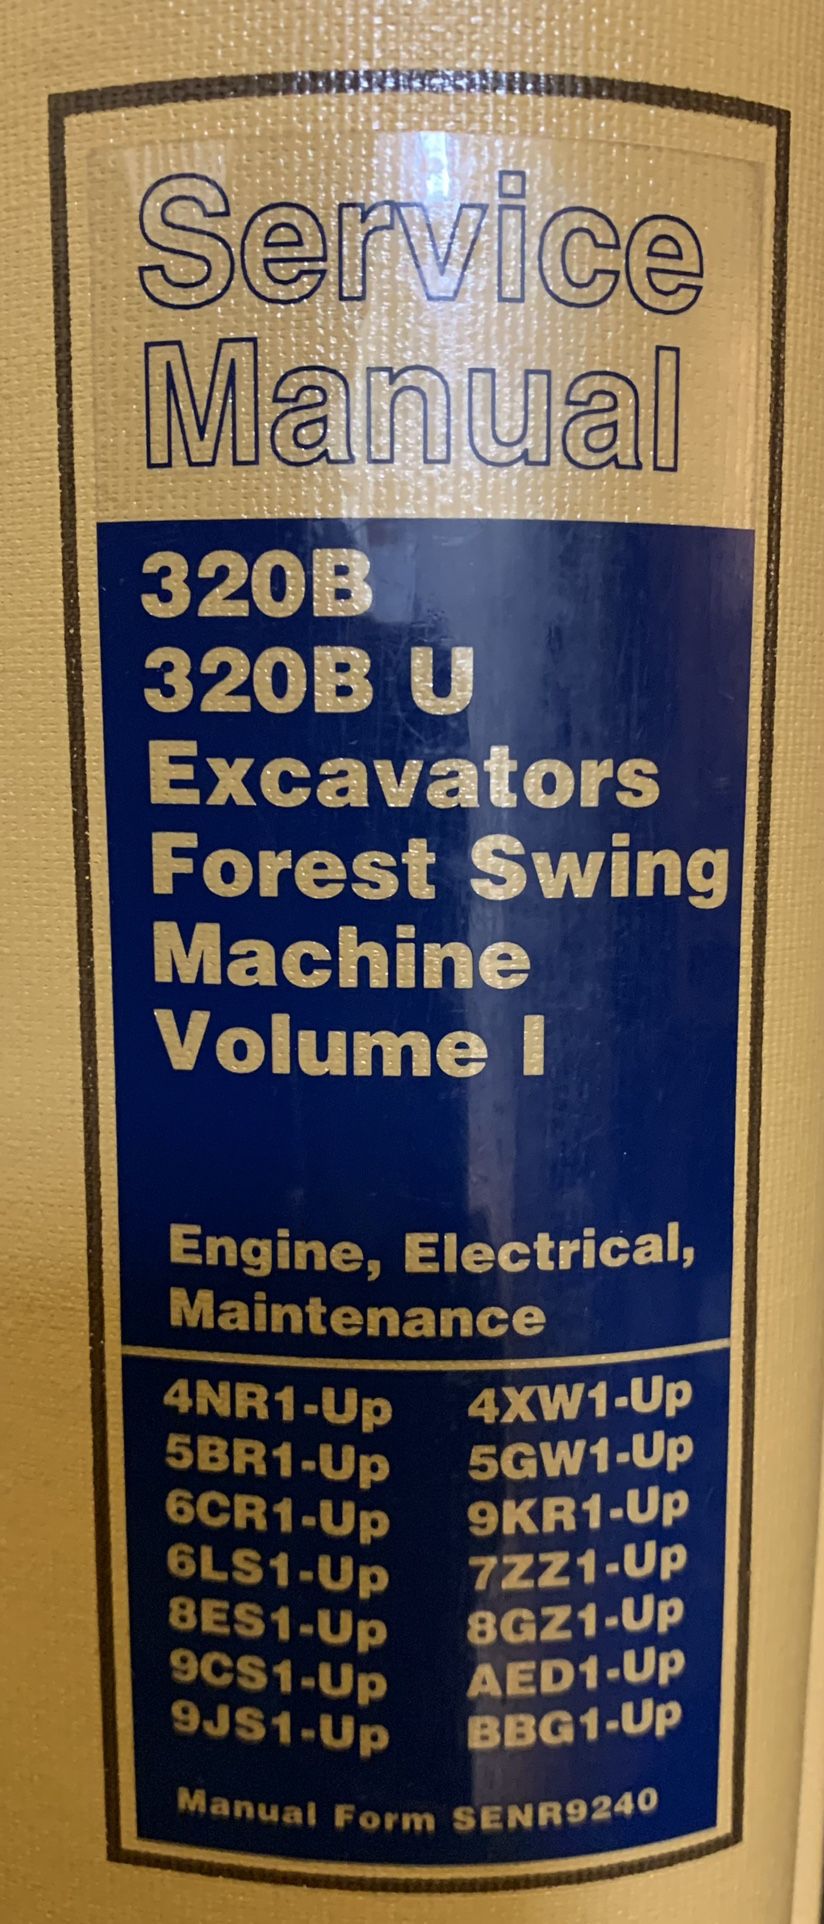 Service
Manual
320B
320B U
Excavators
Forest Swing
Machine
Volume I
Engine, Electrical,
Maintenance
4NR1-Up 4XW1-Up
5BR1-Up 5GW1-Up
6CR1-Up 9KR1-Up
6LS1-Up 7ZZ1-Up
8ES1-Up 8GZ1-Up
9CS1-Up AED1-Up
9JS1-Up BBG1-Up
Manual Form SENR9240